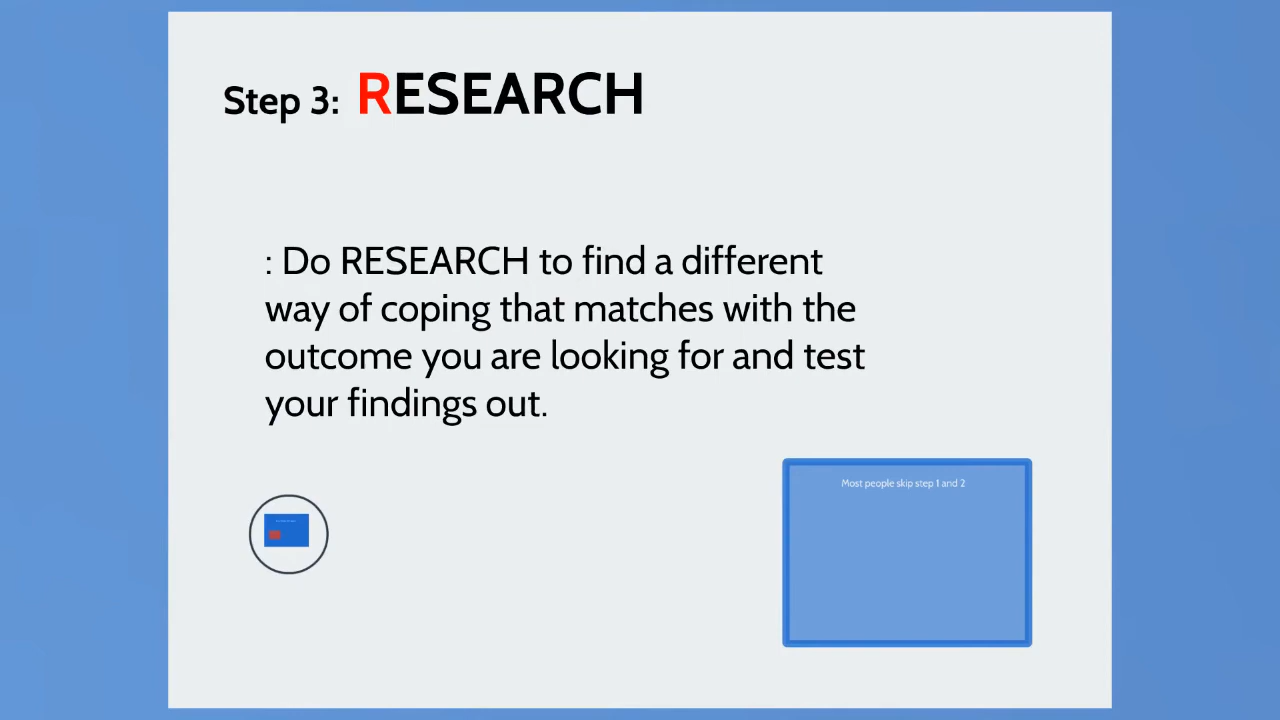 Step 3: RESEARCH
: Do RESEARCH to find a different
way of coping that matches with the
outcome you are looking for and test
your findings out.
Most people skip step 1 and 2